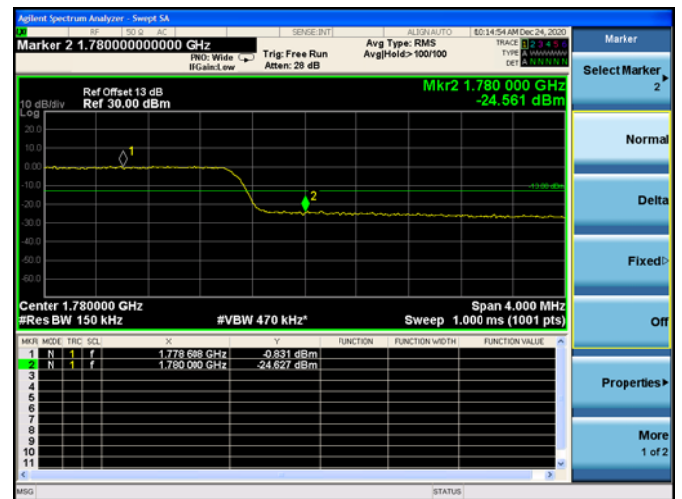 Agilent Spectrum Analyzer - Swept SA
RF 50 Ω AC SENSE:INT ALIGNAUTO 10:14:54 AM Dec 24, 2020
Marker 2 1.780000000000 GHz
PNO: Wide
IFGain:Low
Trig: Free Run
Atten: 28 dB
Avg Type: RMS
Avg|Hold:> 100/100
TRACE 1 2 3 4 5 6
TYPE A
DET A N N N N N
Mkr2 1.780 000 GHz
-24.561 dBm
Ref Offset 13 dB
10 dB/div Ref 30.00 dBm
Log
20.0
10.0
0.00
-10.0
-20.0
-30.0
-40.0
-50.0
-60.0
1
2
-13.00 dBm
Center 1.780000 GHz Span 4.000 MHz
#Res BW 150 kHz #VBW 470 kHz* Sweep 1.000 ms (1001 pts)
MKR MODE TRC SCL X Y FUNCTION FUNCTION WIDTH FUNCTION VALUE
1 N 1 f 1.778 608 GHz -0.831 dBm
2 N 1 f 1.780 000 GHz -24.627 dBm
3
4
5
6
7
8
9
10
11
MSG STATUS
Marker
Select Marker
2
Normal
Delta
Fixed
Off
Properties
More
1 of 2